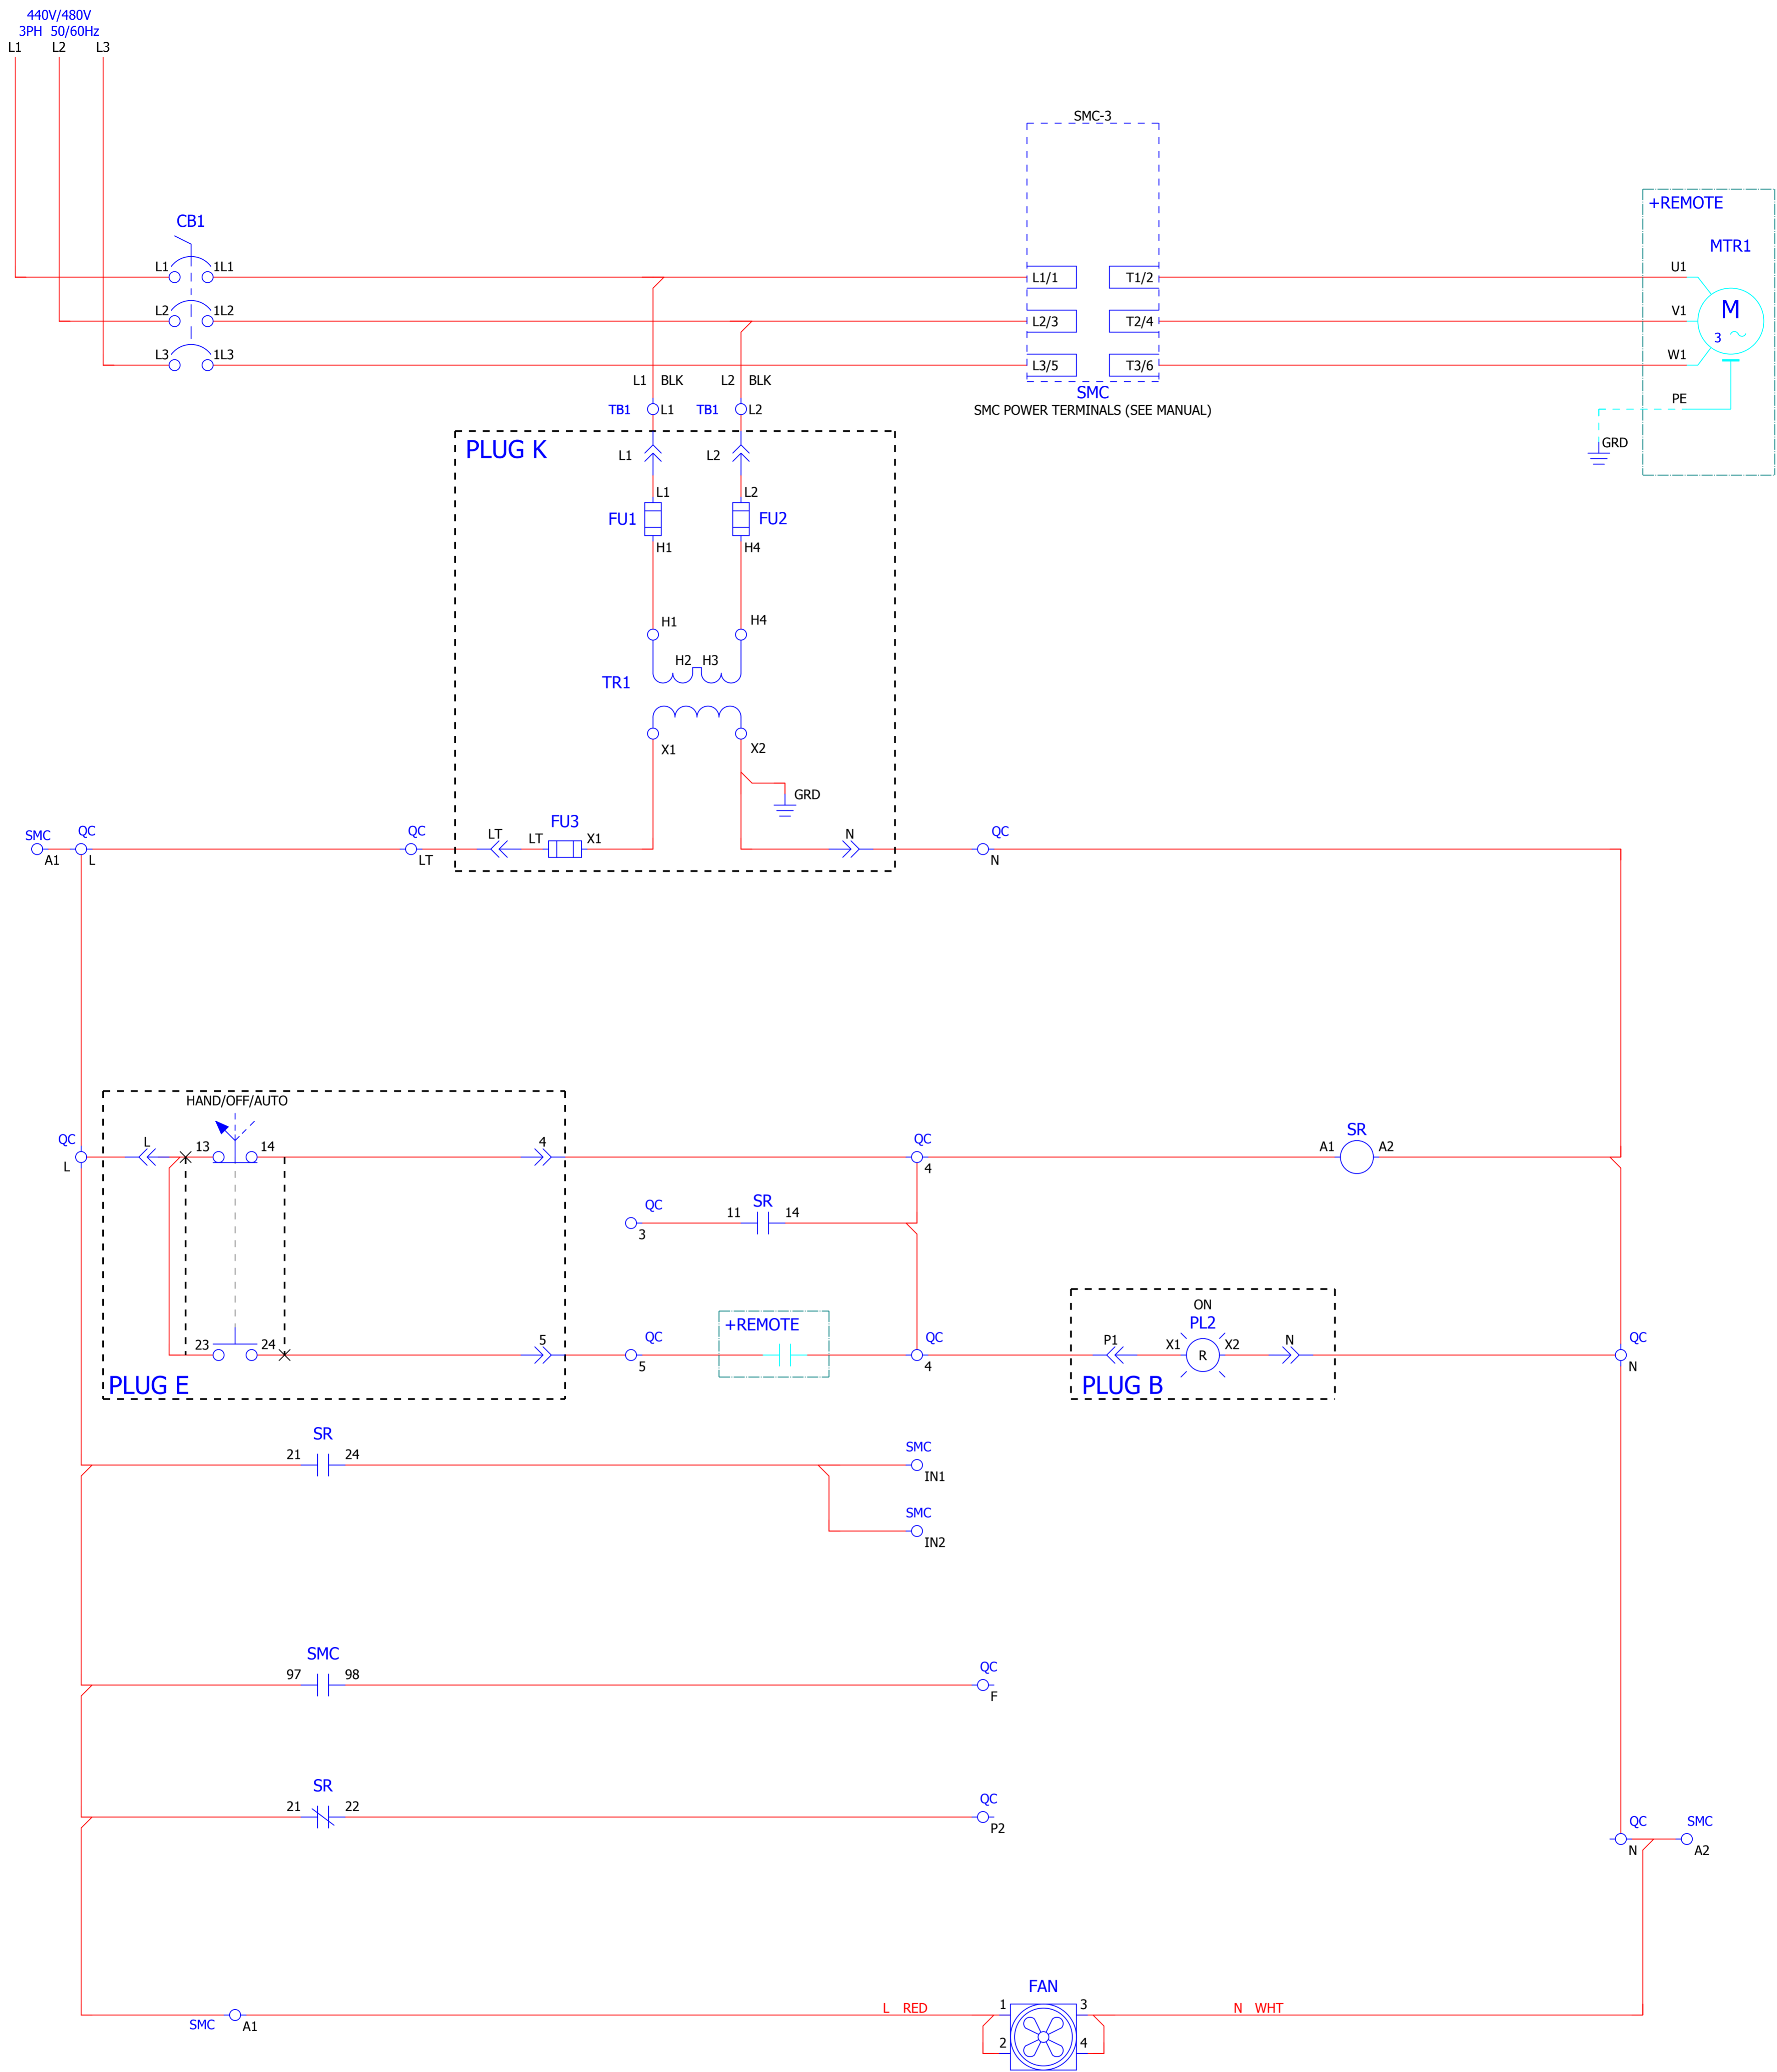 440V/480V
3PH 50/60Hz
L1 L2 L3
SMC-3
+REMOTE
CB1
MTR1
L1 1L1 L1/1 T1/2 U1
L2 1L2 L2/3 T2/4 V1
M
3
L3 1L3 L3/5 T3/6 W1
L1 BLK L2 BLK
SMC
SMC POWER TERMINALS (SEE MANUAL)
PE
GRD
TB1 L1 TB1 L2
PLUG K
L1 L2
L1 L2
FU1 FU2
H1 H4
H1 H4
H2 H3
TR1
X1 X2
GRD
SMC QC QC FU3 QC
LT LT X1 N
A1 L LT N
HAND/OFF/AUTO
QC L 13 14 4 QC SR
A1 A2
L 4
QC SR
11 14
3
+REMOTE
ON
PL2
23 24 5 QC QC P1 X1 X2 N QC
R
5 4 N
PLUG E
PLUG B
SR
21 24 SMC
IN1
SMC
IN2
SMC
97 98 QC
F
SR
21 22 QC
P2
QC SMC
N A2
FAN
L RED 1 3 N WHT
SMC A1
2 4